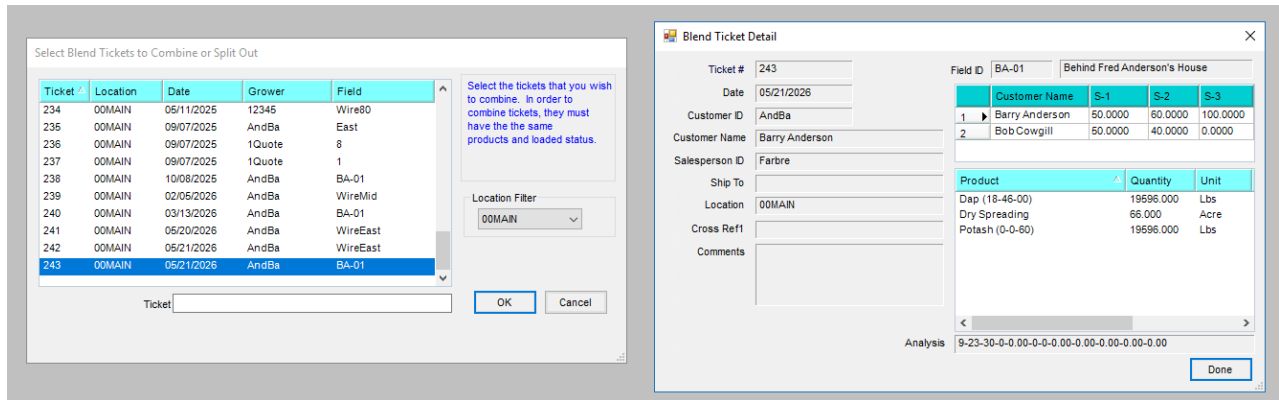 Select Blend Tickets to Combine or Split Out
Ticket Location Date Grower Field
234 00MAIN 05/11/2025 12345 Wire80
235 00MAIN 09/07/2025 AndBa East
236 00MAIN 09/07/2025 1Quote 8
237 00MAIN 09/07/2025 1Quote 1
238 00MAIN 10/08/2025 AndBa BA-01
239 00MAIN 02/05/2026 AndBa WireMid
240 00MAIN 03/13/2026 AndBa BA-01
241 00MAIN 05/20/2026 AndBa WireEast
242 00MAIN 05/21/2026 AndBa WireEast
243 00MAIN 05/21/2026 AndBa BA-01
Ticket
Select the tickets that you wish
to combine. In order to
combine tickets, they must
have the the same
products and loaded status.
Location Filter
00MAIN
OK Cancel
Blend Ticket Detail
Ticket # 243
Date 05/21/2026
Customer ID AndBa
Customer Name Barry Anderson
Salesperson ID Farbre
Ship To
Location 00MAIN
Cross Ref1
Comments
Field ID BA-01 Behind Fred Anderson's House
Customer Name S-1 S-2 S-3
1 Barry Anderson 50.0000 60.0000 100.0000
2 Bob Cowgill 50.0000 40.0000 0.0000
Product Quantity Unit
Dap (18-46-00) 19596.000 Lbs
Dry Spreading 66.000 Acre
Potash (0-0-60) 19596.000 Lbs
Analysis 9-23-30-0-0.00-0-0-0.00-0.00-0.00-0.00-0.00
Done